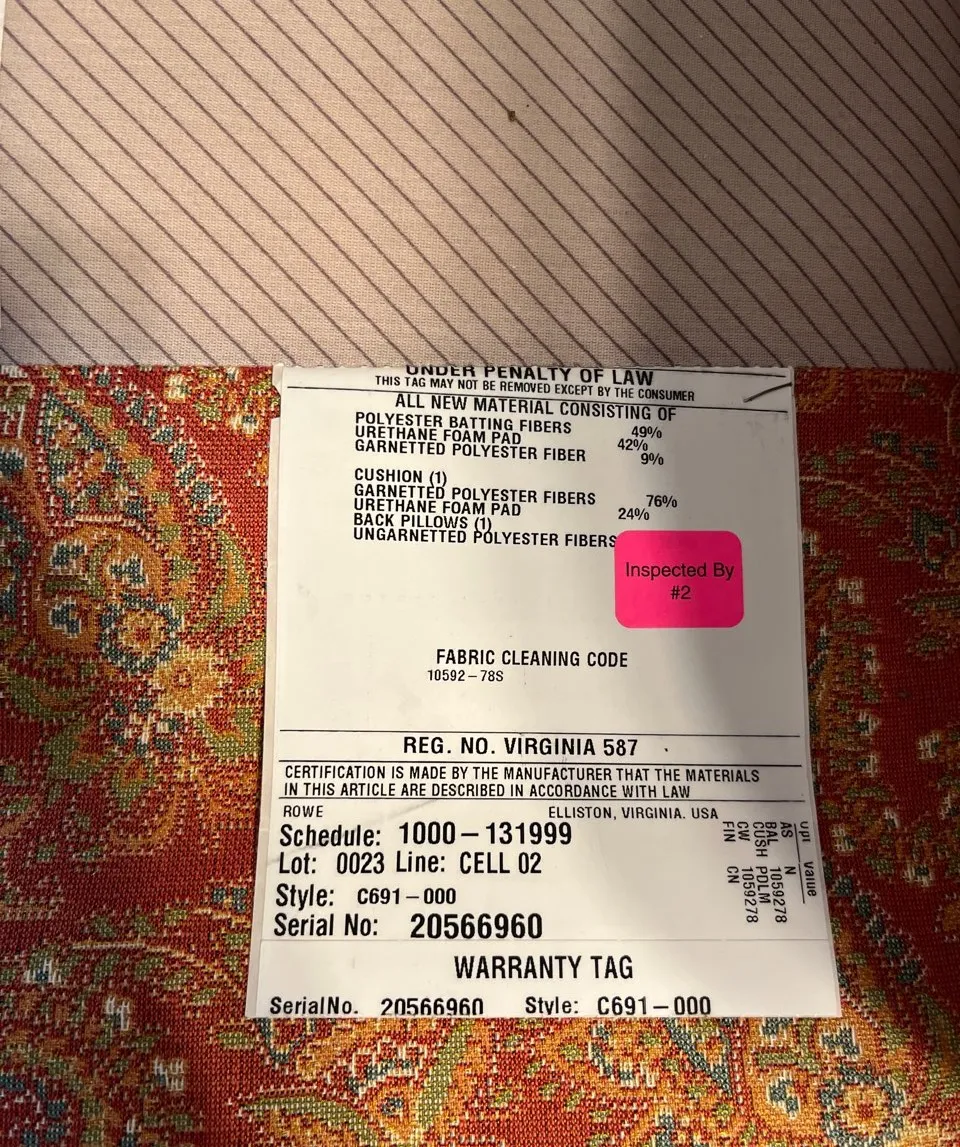 UNDER PENALTY OF LAW
THIS TAG MAY NOT BE REMOVED EXCEPT BY THE CONSUMER
ALL NEW MATERIAL CONSISTING OF
POLYESTER BATTING FIBERS 49%
URETHANE FOAM PAD 42%
GARNETTED POLYESTER FIBER 9%
CUSHION (1)
GARNETTED POLYESTER FIBERS 76%
URETHANE FOAM PAD 24%
BACK PILLOWS (1)
UNGARNETTED POLYESTER FIBERS
Inspected By
#2
FABRIC CLEANING CODE
10592-78S
REG. NO. VIRGINIA 587
CERTIFICATION IS MADE BY THE MANUFACTURER THAT THE MATERIALS
IN THIS ARTICLE ARE DESCRIBED IN ACCORDANCE WITH LAW
ROWE ELLISTON, VIRGINIA. USA
Schedule: 1000-131999
Lot: 0023 Line: CELL 02
Style: C691-000
Serial No: 20566960
Value
AS N
BAL 1059278
CUSH PDLM
CW 1059278
FIN CN
WARRANTY TAG
Serial No. 20566960 Style: C691-000